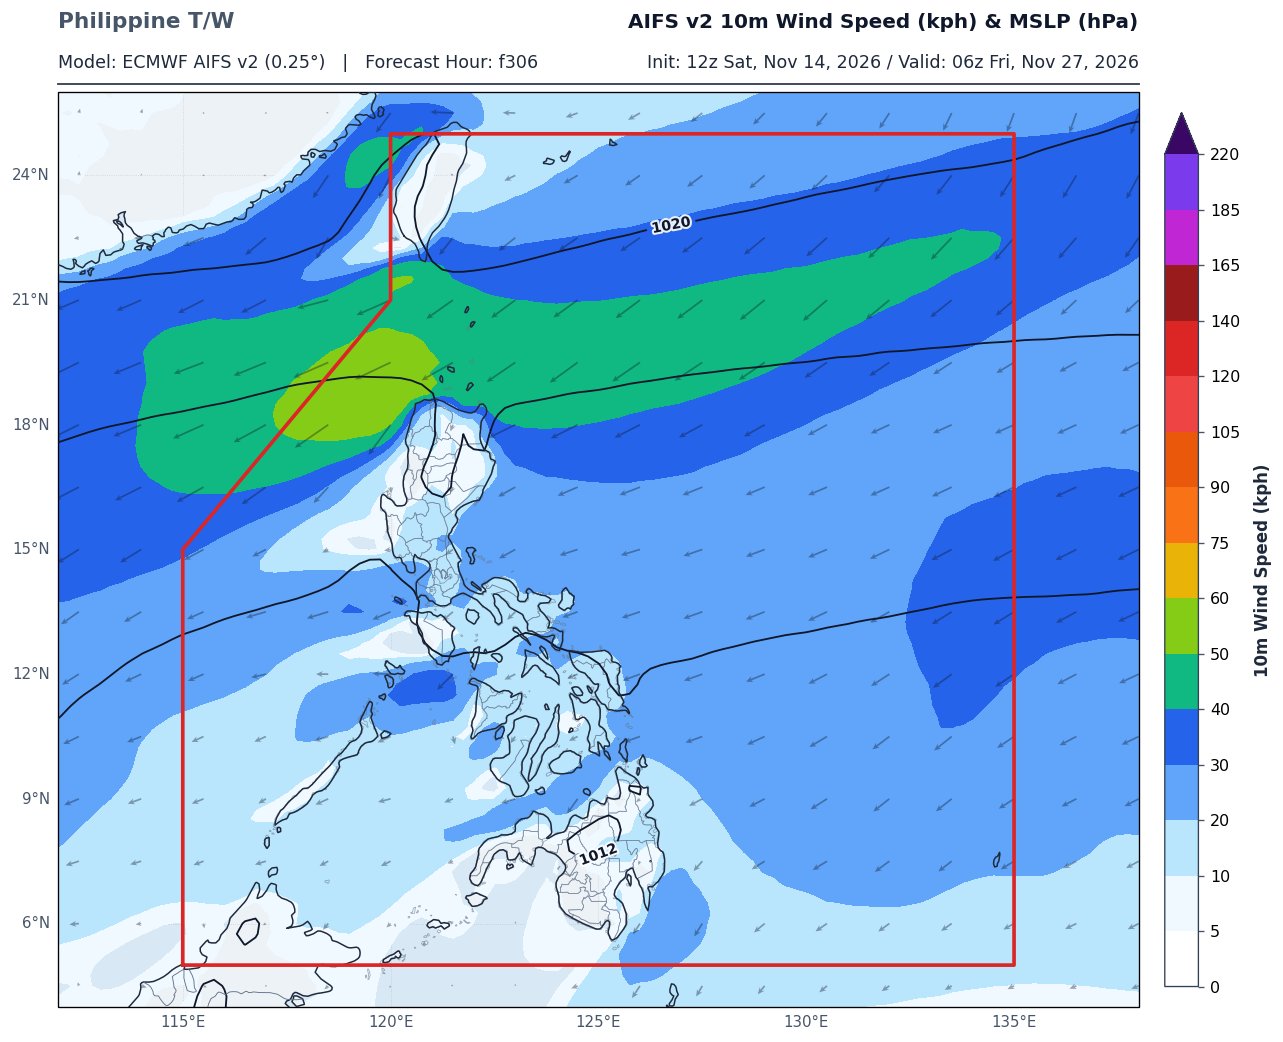 Philippine T/W
AIFS v2 10m Wind Speed (kph) & MSLP (hPa)
Model: ECMWF AIFS v2 (0.25°) | Forecast Hour: f306
Init: 12z Sat, Nov 14, 2026 / Valid: 06z Fri, Nov 27, 2026
24°N
21°N
18°N
15°N
12°N
9°N
6°N
115°E
120°E
125°E
130°E
135°E
1020
1012
220
185
165
140
120
105
90
75
60
50
40
30
20
10
5
0
10m Wind Speed (kph)